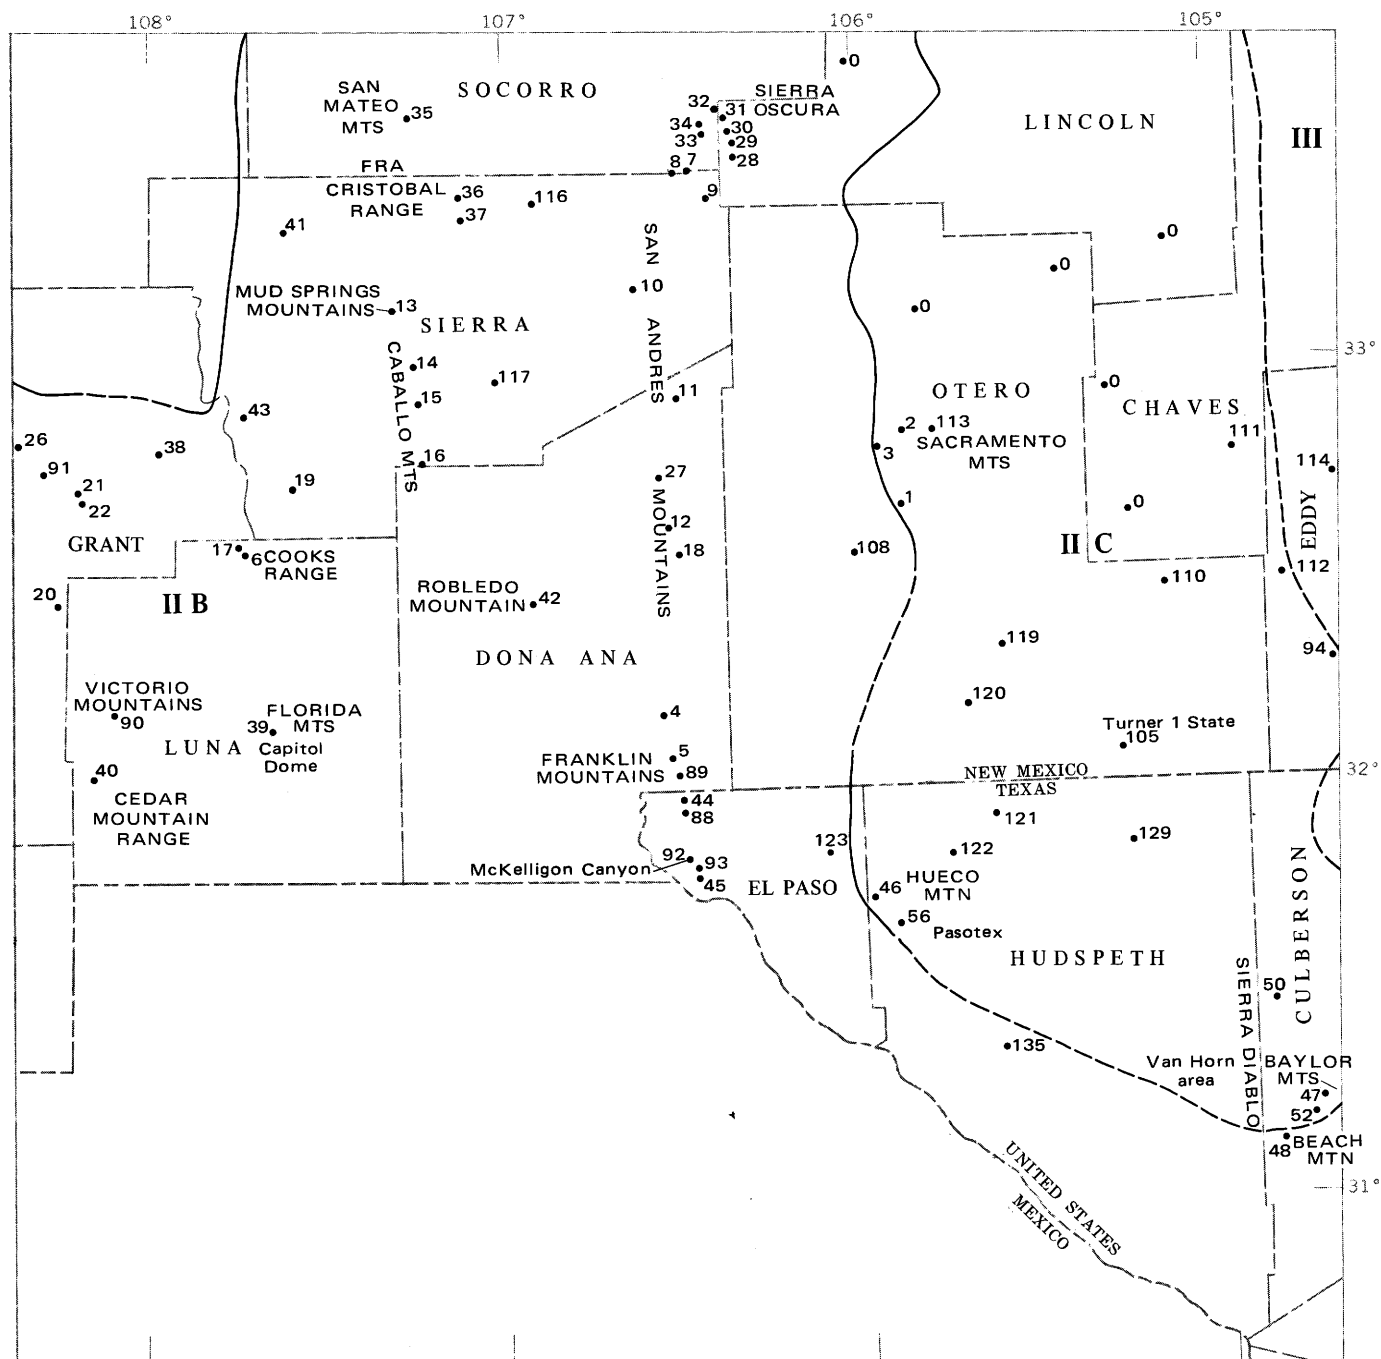 108°
107°
106°
105°
0
SAN
MATEO
MTS
35
SOCORRO
32
31
SIERRA
OSCURA
34
33
30
29
28
LINCOLN
III
8
7
9
FRA
CRISTOBAL
RANGE
36
37
116
41
0
0
0
MUD SPRINGS
MOUNTAINS
13
10
SIERRA
SAN ANDRES MOUNTAINS
33°
CABALLO MTS
14
15
117
11
OTERO
0
CHAVES
43
2
113
SACRAMENTO
MTS
3
111
26
38
16
114
91
21
22
19
27
1
0
EDDY
12
GRANT
17
6
COOKS
RANGE
18
108
II C
112
110
20
II B
ROBLEDO
MOUNTAIN
42
119
94
DONA ANA
VICTORIO
MOUNTAINS
90
39
FLORIDA
MTS
LUNA
Capitol
Dome
4
120
Turner 1 State
105
FRANKLIN
MOUNTAINS
5
89
40
NEW MEXICO
TEXAS
32°
CEDAR
MOUNTAIN
RANGE
44
88
121
129
123
122
92
93
McKelligon Canyon
45
EL PASO
46
HUECO
MTN
56
Pasotex
CULBERSON
HUDSPETH
SIERRA DIABLO
50
135
Van Horn
area
BAYLOR
MTS
47
52
48
BEACH
MTN
31°
UNITED STATES
MEXICO